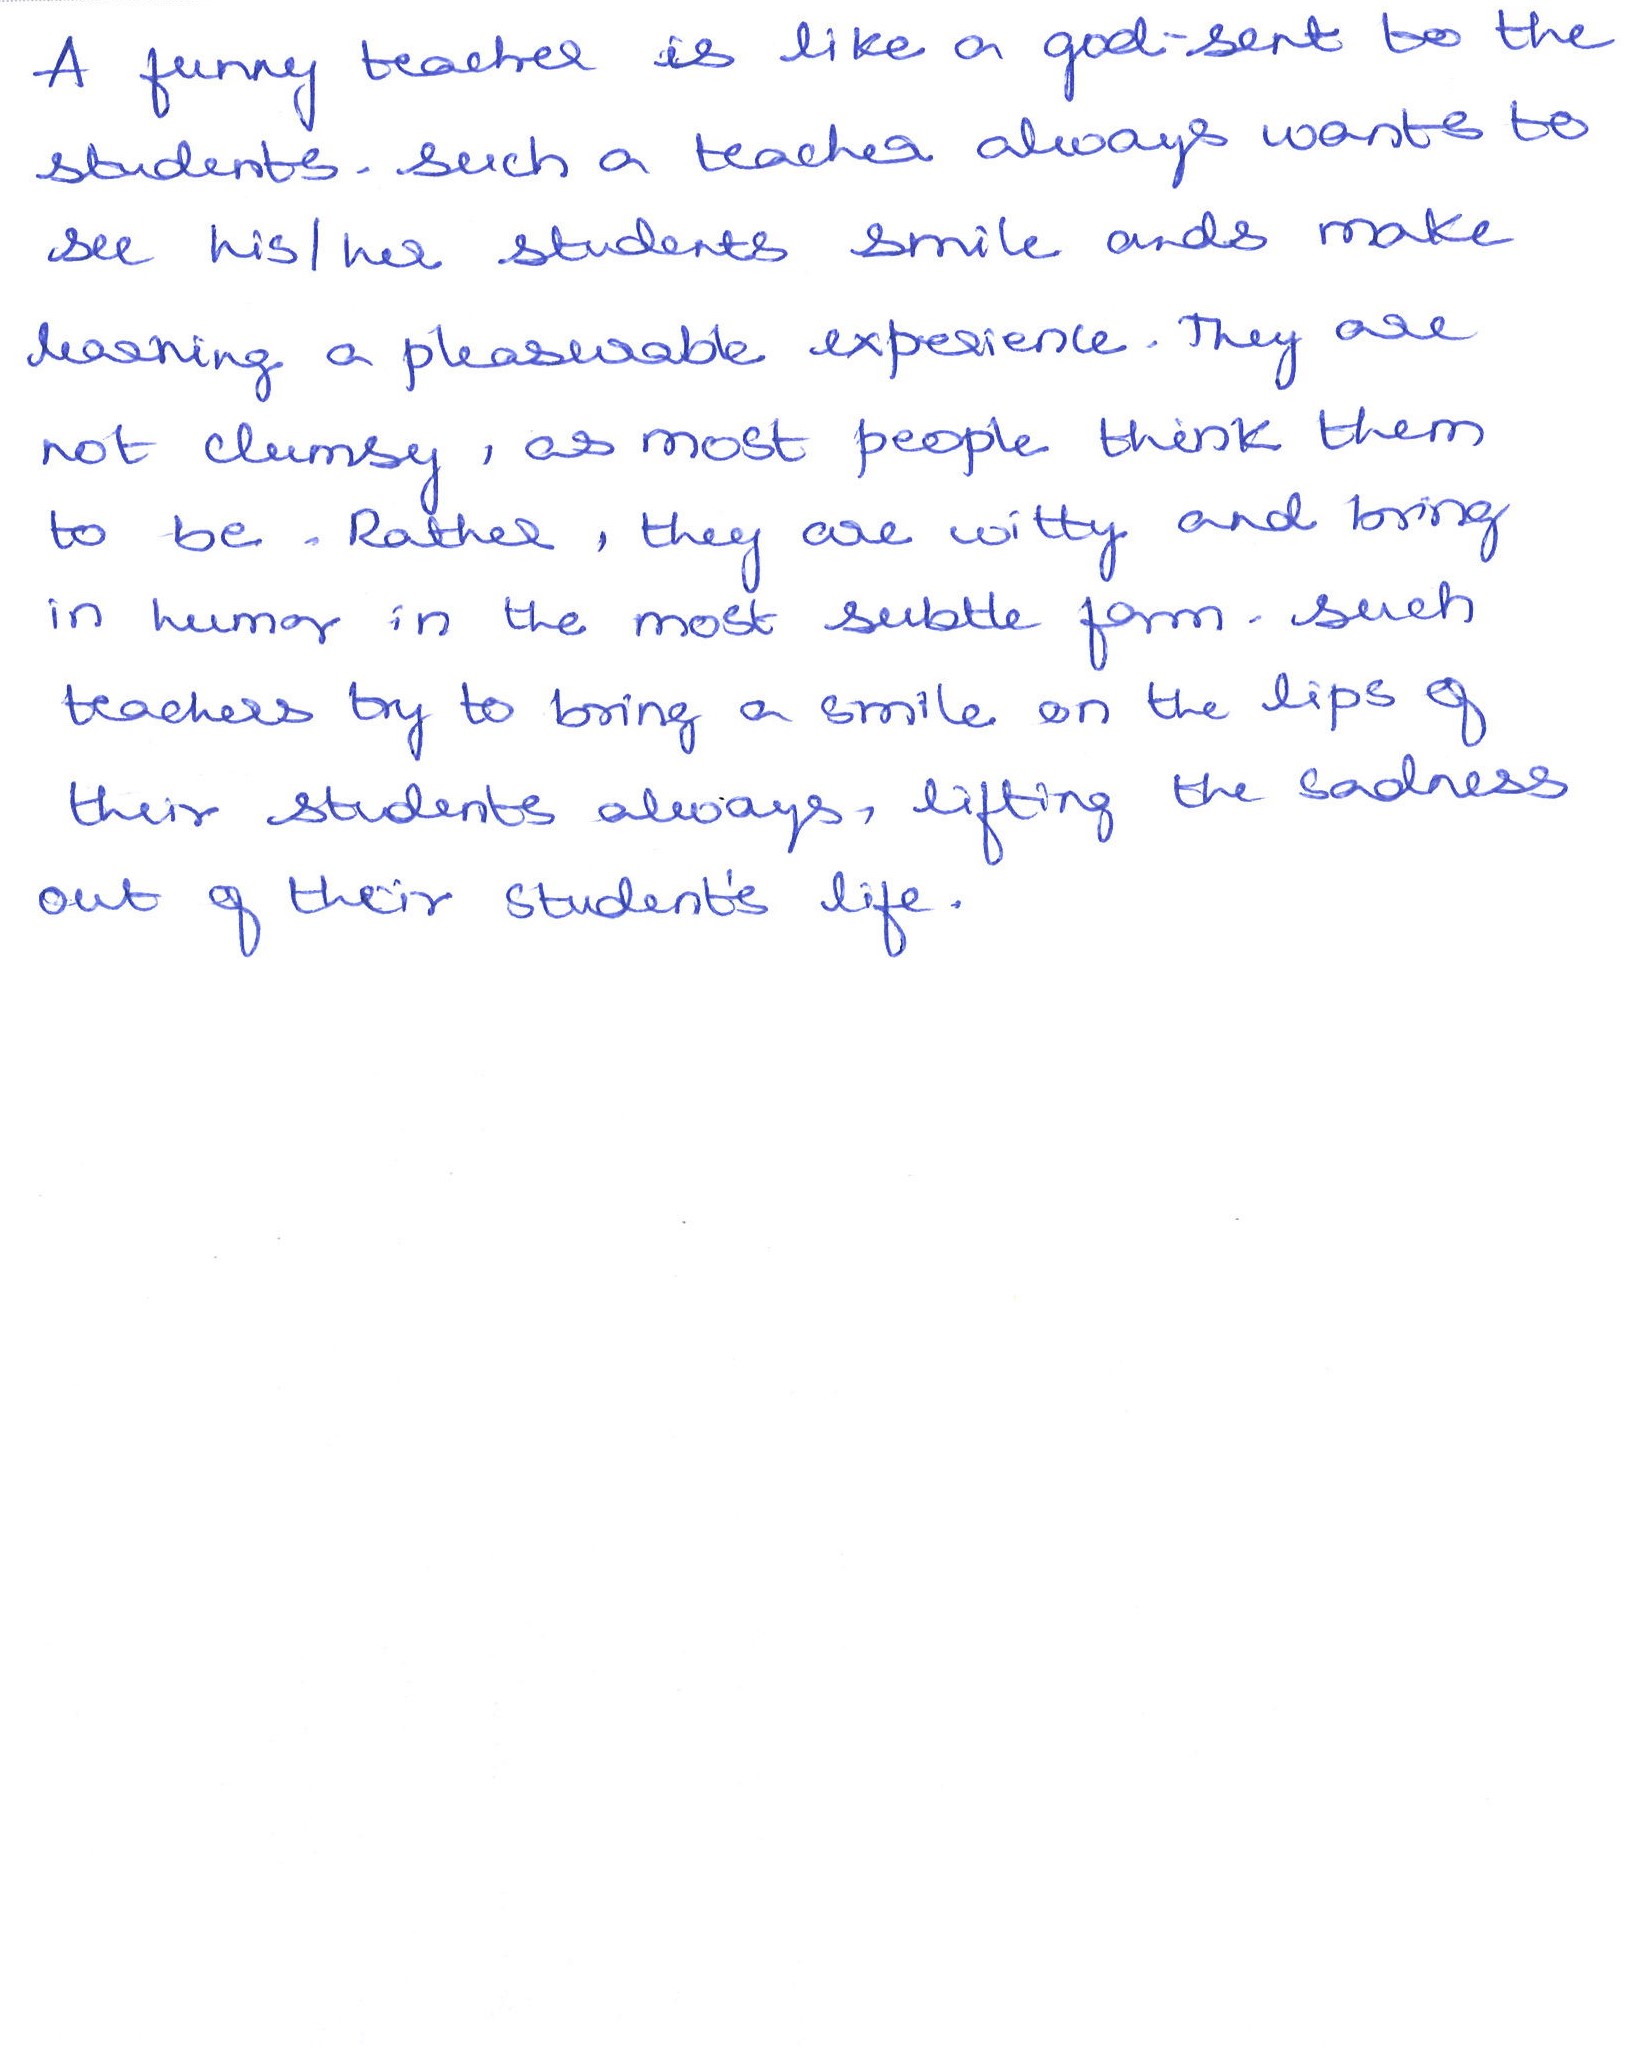 A funny teacher is like a god-sent to the
students. Such a teacher always wants to
see his/her students smile ands make
learning a pleasurable experience. They are
not clumsy, as most people think them
to be. Rather, they are witty and bring
in humor in the most subtle form. Such
teachers try to bring a smile on the lips of
their students always, lifting the sadness
out of their student's life.